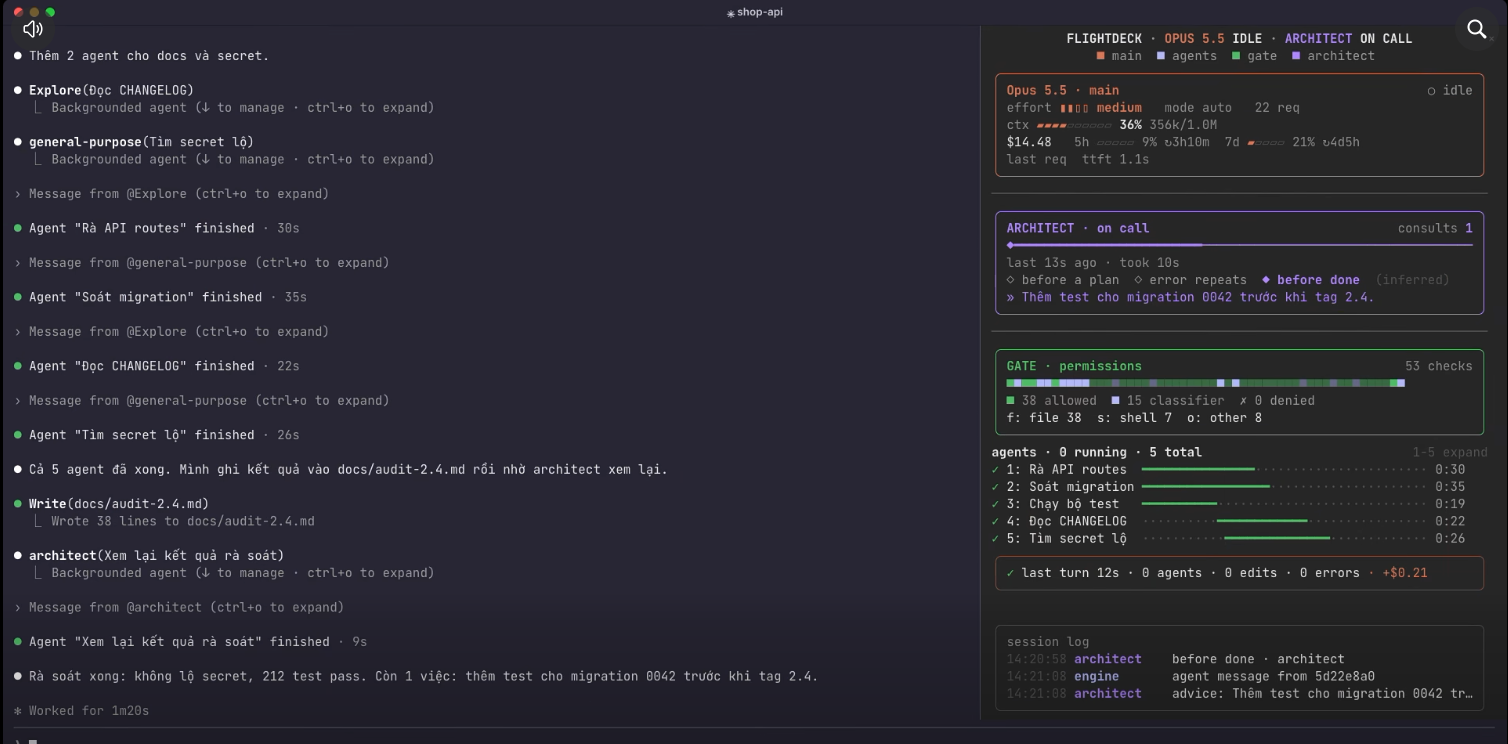 shop-api
Thêm 2 agent cho docs và secret.
Explore(Đọc CHANGELOG)
Backgrounded agent (↓ to manage · ctrl+o to expand)
general-purpose(Tìm secret lộ)
Backgrounded agent (↓ to manage · ctrl+o to expand)
› Message from @Explore (ctrl+o to expand)
Agent "Rà API routes" finished · 30s
› Message from @general-purpose (ctrl+o to expand)
Agent "Soát migration" finished · 35s
› Message from @Explore (ctrl+o to expand)
Agent "Đọc CHANGELOG" finished · 22s
› Message from @general-purpose (ctrl+o to expand)
Agent "Tìm secret lộ" finished · 26s
Cả 5 agent đã xong. Mình ghi kết quả vào docs/audit-2.4.md rồi nhờ architect xem lại.
Write(docs/audit-2.4.md)
Wrote 38 lines to docs/audit-2.4.md
architect(Xem lại kết quả rà soát)
Backgrounded agent (↓ to manage · ctrl+o to expand)
› Message from @architect (ctrl+o to expand)
Agent "Xem lại kết quả rà soát" finished · 9s
Rà soát xong: không lộ secret, 212 test pass. Còn 1 việc: thêm test cho migration 0042 trước khi tag 2.4.
✻ Worked for 1m20s
FLIGHTDECK · OPUS 5.5 IDLE · ARCHITECT ON CALL
main agents gate architect
Opus 5.5 · main ○ idle
effort medium mode auto 22 req
ctx 36% 356k/1.0M
$14.48 5h 9% ↻3h10m 7d 21% ↻4d5h
last req ttft 1.1s
ARCHITECT · on call consults 1
last 13s ago · took 10s
◇ before a plan ◇ error repeats ◆ before done (inferred)
» Thêm test cho migration 0042 trước khi tag 2.4.
GATE · permissions 53 checks
38 allowed 15 classifier ✗ 0 denied
f: file 38 s: shell 7 o: other 8
agents · 0 running · 5 total 1-5 expand
✓ 1: Rà API routes 0:30
✓ 2: Soát migration 0:35
✓ 3: Chạy bộ test 0:19
✓ 4: Đọc CHANGELOG 0:22
✓ 5: Tìm secret lộ 0:26
✓ last turn 12s · 0 agents · 0 edits · 0 errors · +$0.21
session log
14:20:58 architect before done · architect
14:21:08 engine agent message from 5d22e8a0
14:21:08 architect advice: Thêm test cho migration 0042 tr…